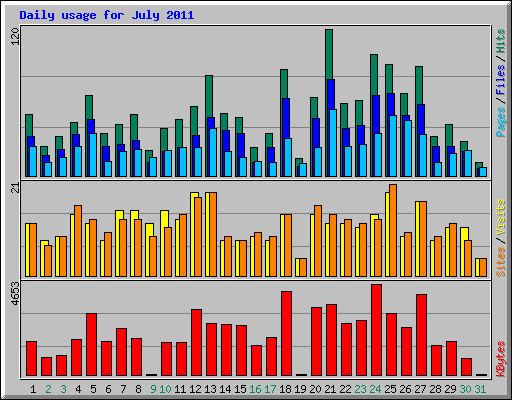 Daily usage for July 2011
120
Pages / Files / Hits
21
Sites / Visits
4653
KBytes
1 2 3 4 5 6 7 8 9 10 11 12 13 14 15 16 17 18 19 20 21 22 23 24 25 26 27 28 29 30 31